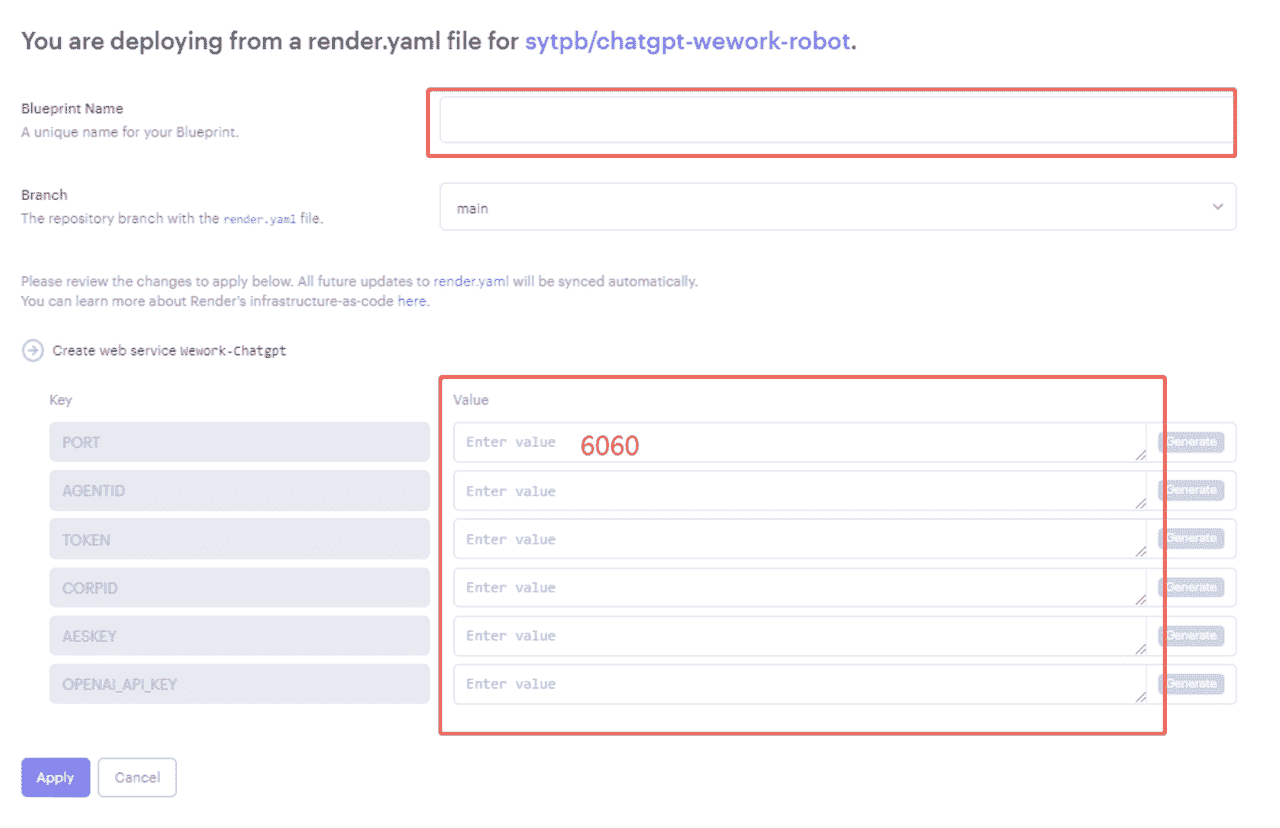 You are deploying from a render.yaml file for sytpb/chatgpt-wework-robot.
Blueprint Name
A unique name for your Blueprint.
Branch
The repository branch with the render.yaml file.
main
Please review the changes to apply below. All future updates to render.yaml will be synced automatically.
You can learn more about Render's infrastructure-as-code here.
Create web service Wework-Chatgpt
Key Value
PORT Enter value 6060 Generate
AGENTID Enter value Generate
TOKEN Enter value Generate
CORPID Enter value Generate
AESKEY Enter value Generate
OPENAI_API_KEY Enter value Generate
Apply Cancel